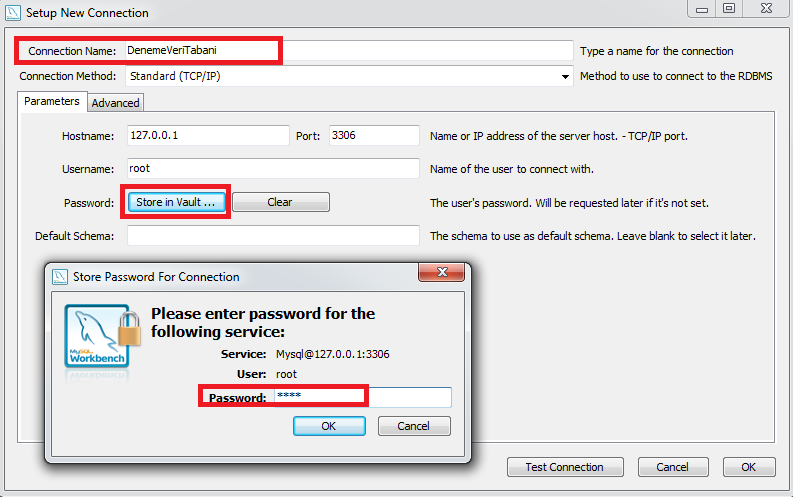 Setup New Connection
Connection Name: DenemeVeriTabani Type a name for the connection
Connection Method: Standard (TCP/IP) Method to use to connect to the RDBMS
Parameters Advanced
Hostname: 127.0.0.1 Port: 3306 Name or IP address of the server host. - TCP/IP port.
Username: root Name of the user to connect with.
Password: Store in Vault ... Clear The user's password. Will be requested later if it's not set.
Default Schema: The schema to use as default schema. Leave blank to select it later.
Store Password For Connection
Please enter password for the
following service:
MySQL
Workbench
Service: Mysql@127.0.0.1:3306
User: root
Password: ****
OK Cancel
Test Connection Cancel OK